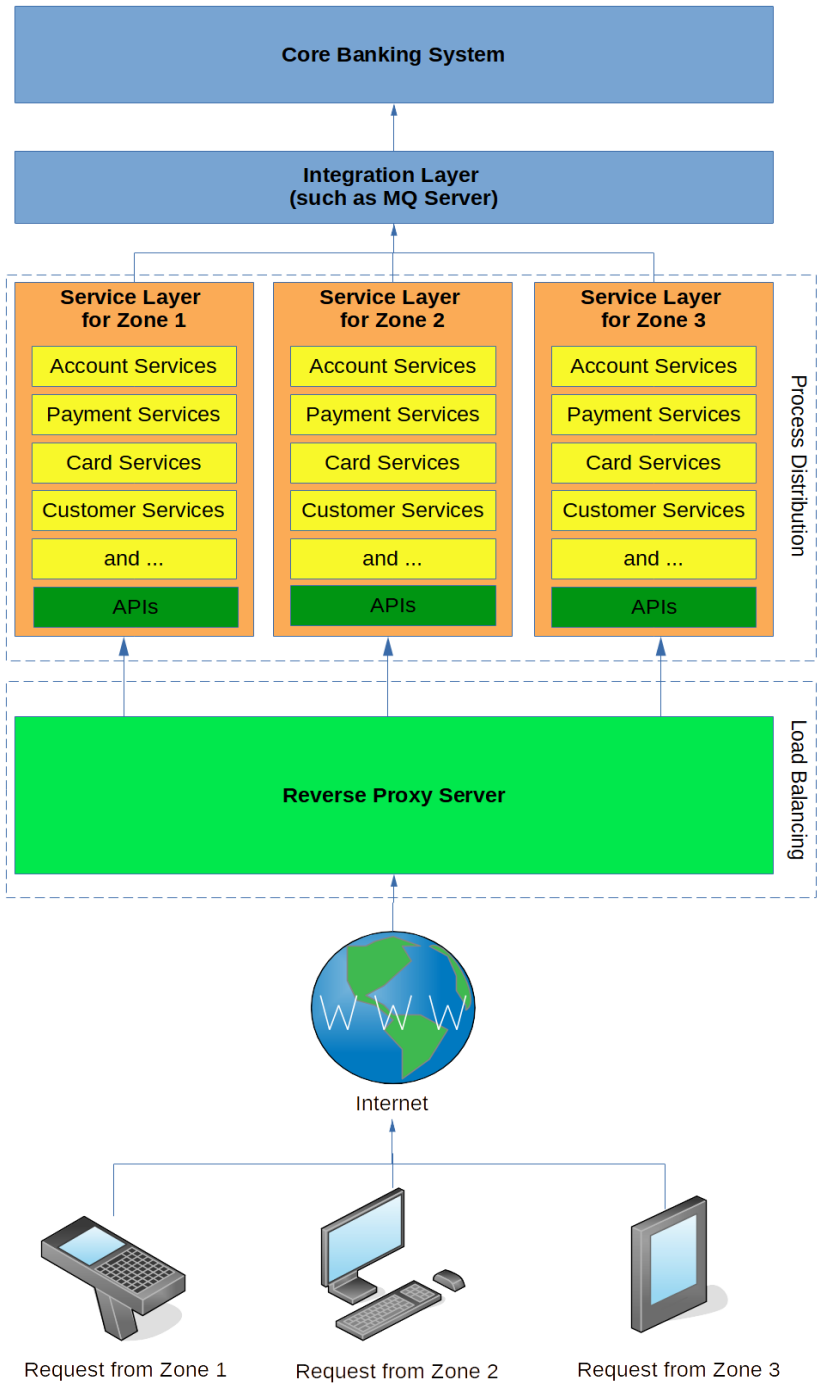 Core Banking System
Integration Layer
(such as MQ Server)
Service Layer
for Zone 1
Account Services
Payment Services
Card Services
Customer Services
and ...
APIs
Service Layer
for Zone 2
Account Services
Payment Services
Card Services
Customer Services
and ...
APIs
Service Layer
for Zone 3
Account Services
Payment Services
Card Services
Customer Services
and ...
APIs
Process Distribution
Reverse Proxy Server
Load Balancing
W W W
Internet
Request from Zone 1
Request from Zone 2
Request from Zone 3